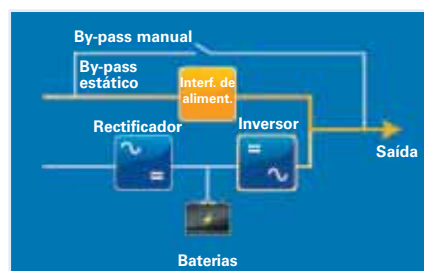 By-pass manual
By-pass
estático
Interf. de
aliment.
Rectificador
Inversor
Saída
Baterias